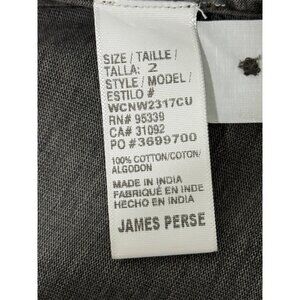 SIZE / TAILLE /
TALLA: 2
STYLE / MODEL /
ESTILO #
WCNW2317CU
RN# 95339
CA# 31092
PO #3699700
100% COTTON/COTON/
ALGODON
MADE IN INDIA
FABRIQUÉ EN INDE
HECHO EN INDIA
JAMES PERSE